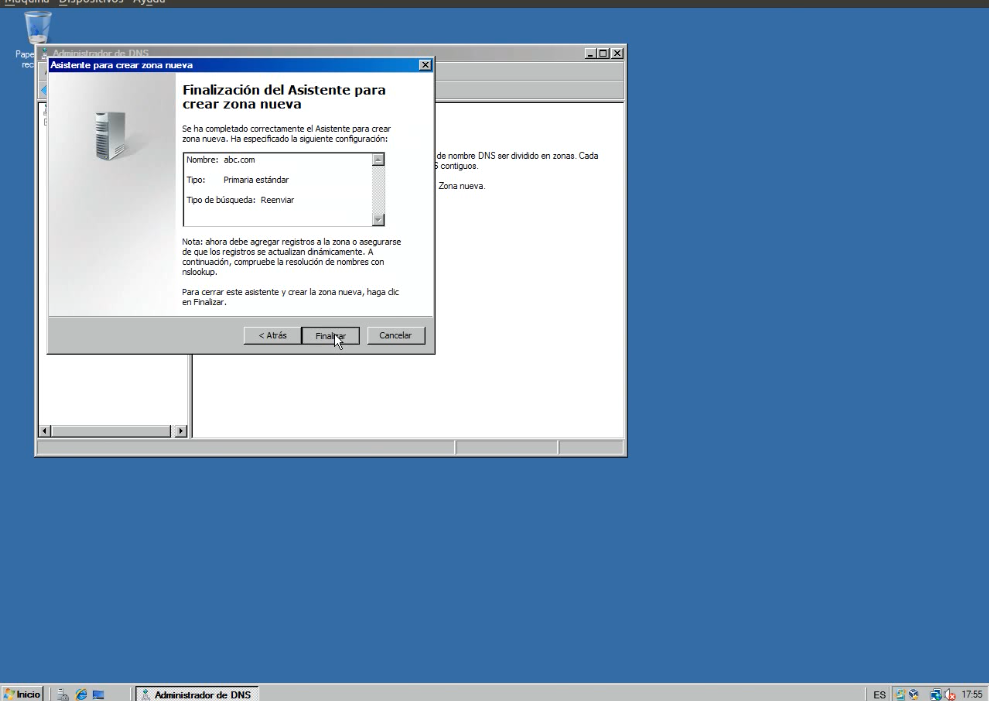 Máquina Dispositivos Ayuda
Pape
rec
Administrador de DNS
Asistente para crear zona nueva
Finalización del Asistente para
crear zona nueva
Se ha completado correctamente el Asistente para crear
zona nueva. Ha especificado la siguiente configuración:
Nombre: abc.com
Tipo: Primaria estándar
Tipo de búsqueda: Reenviar
Nota: ahora debe agregar registros a la zona o asegurarse
de que los registros se actualizan dinámicamente. A
continuación, compruebe la resolución de nombres con
nslookup.
Para cerrar este asistente y crear la zona nueva, haga clic
en Finalizar.
< Atrás
Finalizar
Cancelar
de nombre DNS ser dividido en zonas. Cada
contiguos.
Zona nueva.
Inicio
Administrador de DNS
ES
17:55